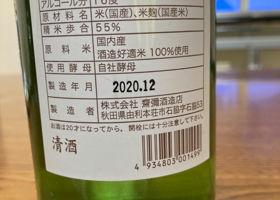 アルコール分 16度
原材料名 米(国産)、米麹(国産米)
精米歩合 55%
原料米 国内産
酒造好適米 100%使用
使用酵母 自社酵母
製造年月 2020.12
製造者 株式会社 齋彌酒造店
秋田県由利本荘市石脇字石脇53
お酒は20才になってから。 開栓には十分注意して下さい。
清酒
4 934803 001495